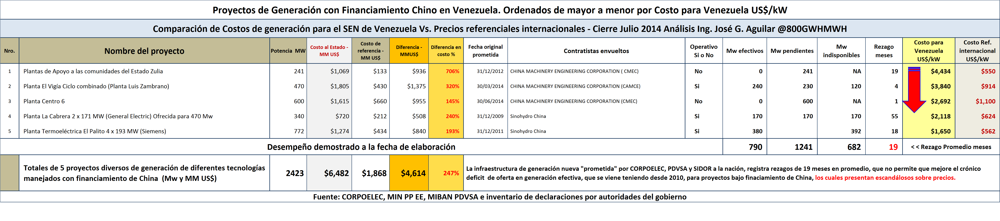 Proyectos de Generación con Financiamiento Chino en Venezuela. Ordenados de mayor a menor por Costo para Venezuela US$/kW
Comparación de Costos de generación para el SEN de Venezuela Vs. Precios referenciales internacionales - Cierre Julio 2014 Análisis Ing. José G. Aguilar @800GWHMWH
Nro. Nombre del proyecto Potencia MW Costo al Estado - MM US$ Costo de referencia - MM US$ Diferencia - MMUS$ Diferencia en costo % Fecha original prometida Contratistas envueltos Operativo Si o No Mw efectivos Mw pendientes Mw indisponibles Rezago meses Costo para Venezuela US$/kW Costo Ref. internacional US$/kW
1 Plantas de Apoyo a las comunidades del Estado Zulia 241 $1,069 $133 $936 706% 31/12/2012 CHINA MACHINERY ENGINEERING CORPORATION ( CMEC) No 0 241 NA 19 $4,434 $550
2 Planta El Vigía Ciclo combinado (Planta Luis Zambrano) 470 $1,805 $430 $1,375 320% 30/03/2014 CHINA MACHINERY ENGINEERING CORPORATION (CAMCE) Si 240 230 120 4 $3,840 $914
3 Planta Centro 6 600 $1,615 $660 $955 145% 30/06/2014 CHINA MACHINERY ENGINEERING CORPORATION (CMEC) No 0 600 NA 1 $2,692 $1,100
4 Planta La Cabrera 2 x 171 MW (General Electric) Ofrecida para 470 Mw 340 $720 $212 $508 240% 31/12/2009 Sinohydro China Si 170 170 170 55 $2,118 $624
5 Planta Termoeléctrica El Palito 4 x 193 MW (Siemens) 772 $1,274 $434 $840 193% 31/12/2011 Sinohydro China Si 380 392 18 $1,650 $562
Desempeño demostrado a la fecha de elaboración 790 1241 682 19 < < Rezago Promedio meses
Totales de 5 proyectos diversos de generación de diferentes tecnologías
manejados con financiamiento de China (Mw y MM US$)
2423 $6,482 $1,868 $4,614 247%
La infraestructura de generación nueva "prometida" por CORPOELEC, PDVSA y SIDOR a la nación, registra rezagos de 19 meses en promedio, que no permite que mejore el crónico
deficit de oferta en generación efectiva, que se viene teniendo desde 2010, para proyectos bajo finaciamiento de China, los cuales presentan escandálosos sobre precios.
Fuente: CORPOELEC, MIN PP EE, MIBAN PDVSA e inventario de declaraciones por autoridades del gobierno